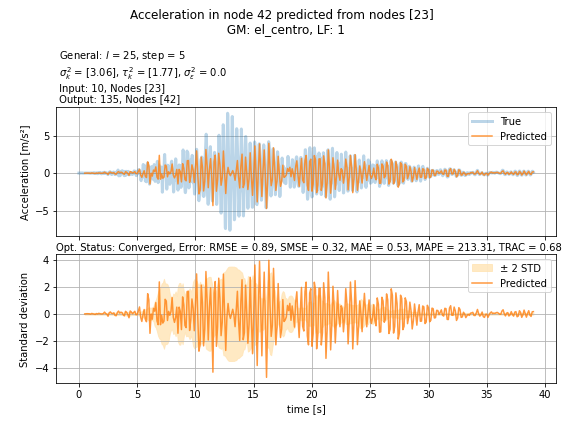 Acceleration in node 42 predicted from nodes [23]
GM: el_centro, LF: 1
General: l = 25, step = 5
σ²ₖ = [3.06], τ²ₖ = [1.77], σ²ε = 0.0
Input: 10, Nodes [23]
Output: 135, Nodes [42]
True
Predicted
5
0
−5
Acceleration [m/s²]
Opt. Status: Converged, Error: RMSE = 0.89, SMSE = 0.32, MAE = 0.53, MAPE = 213.31, TRAC = 0.68
± 2 STD
Predicted
4
2
0
−2
−4
Standard deviation
0 5 10 15 20 25 30 35 40
time [s]